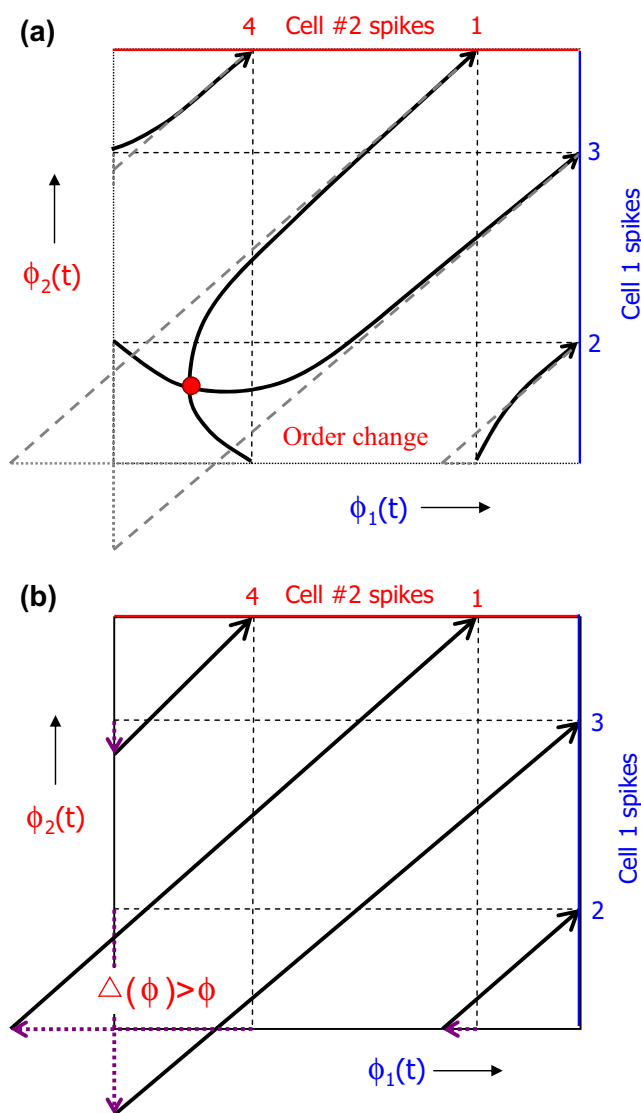 (a)
4 Cell #2 spikes 1
3
ϕ₂(t)
Cell 1 spikes
2
Order change
ϕ₁(t)
(b)
4 Cell #2 spikes 1
3
ϕ₂(t)
Cell 1 spikes
2
△(ϕ)>ϕ
ϕ₁(t)